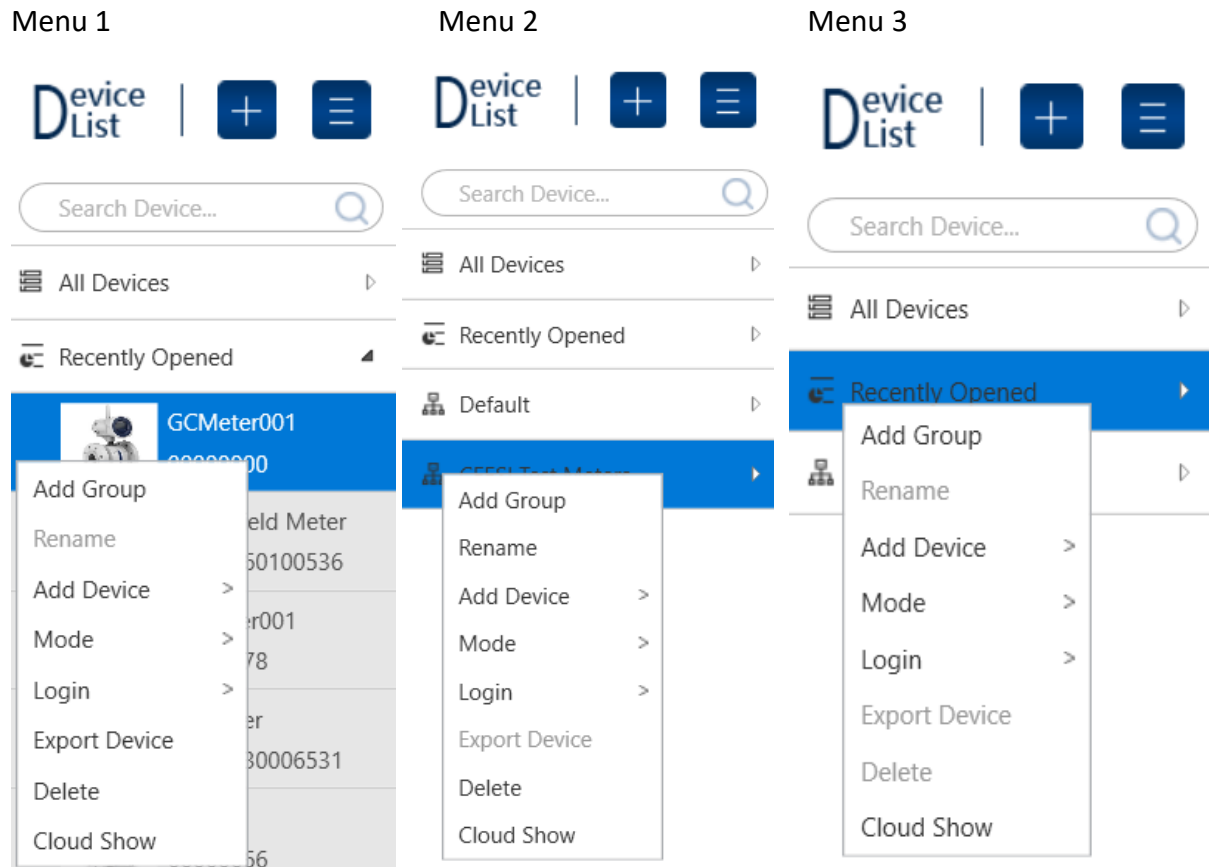 Menu 1
Device List
Search Device...
All Devices
Recently Opened
GCMeter001
00
Add Group
Rename
eld Meter
60100536
Add Device >
r001
Mode >
78
Login >
er
Export Device
30006531
Delete
Cloud Show
66
Menu 2
Device List
Search Device...
All Devices
Recently Opened
Default
Add Group
Rename
Add Device >
Mode >
Login >
Export Device
Delete
Cloud Show
Menu 3
Device List
Search Device...
All Devices
Recently Opened
Add Group
Rename
Add Device >
Mode >
Login >
Export Device
Delete
Cloud Show